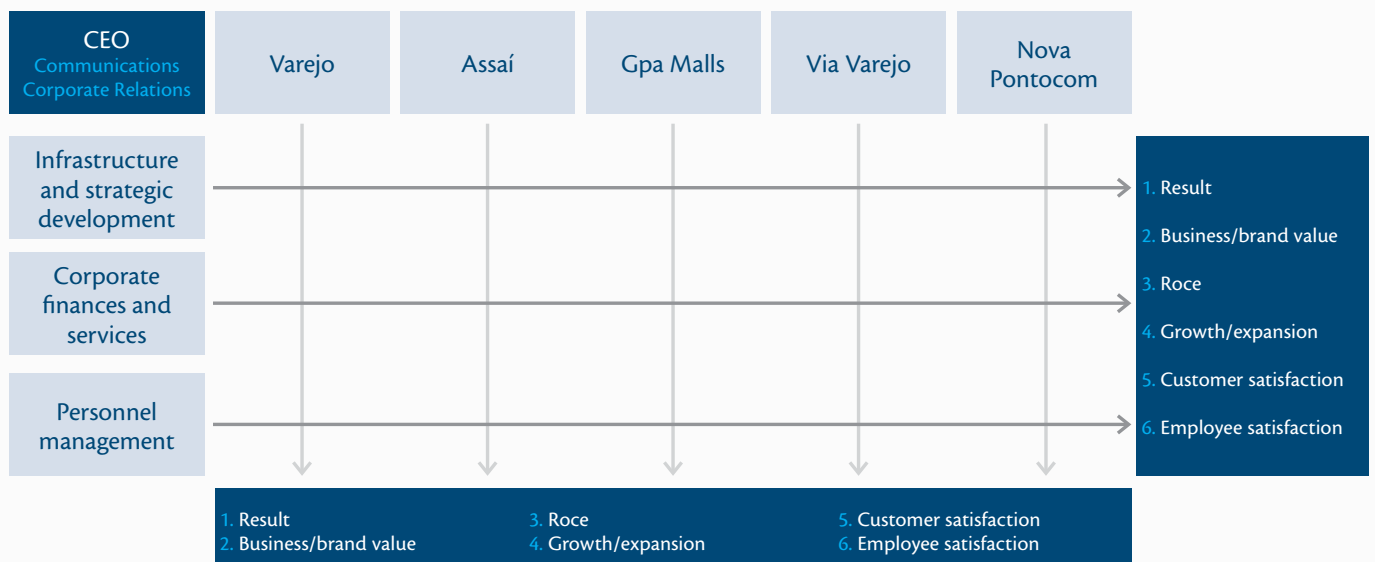 CEO
Communications
Corporate Relations
Varejo
Assaí
Gpa Malls
Via Varejo
Nova
Pontocom
Infrastructure
and strategic
development
Corporate
finances and
services
Personnel
management
1. Result
2. Business/brand value
3. Roce
4. Growth/expansion
5. Customer satisfaction
6. Employee satisfaction
1. Result
2. Business/brand value
3. Roce
4. Growth/expansion
5. Customer satisfaction
6. Employee satisfaction